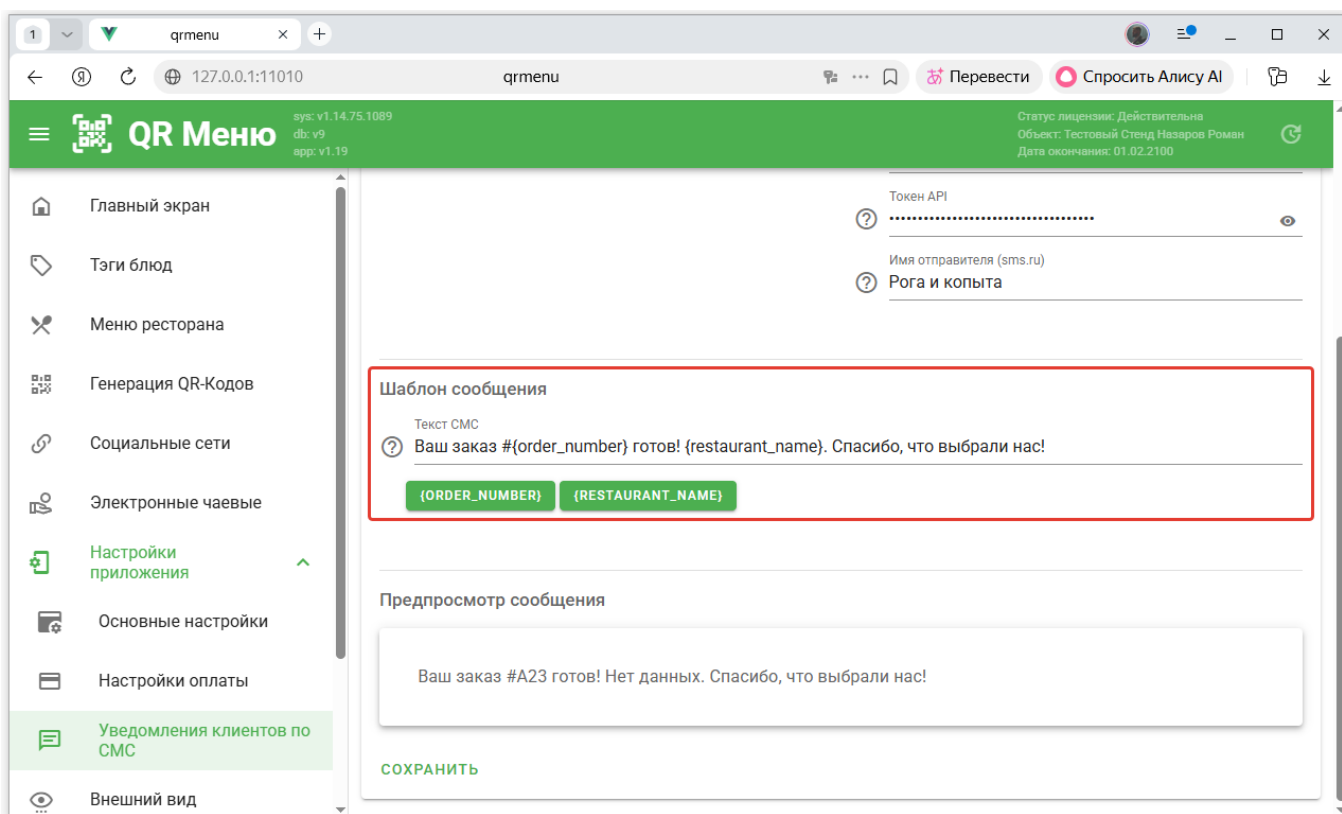 1
qrmenu
127.0.0.1:11010
qrmenu
Перевести
Спросить Алису AI
QR Меню
sys: v1.14.75.1089
db: v9
app: v1.19
Статус лицензии: Действительна
Объект: Тестовый Стенд Назаров Роман
Дата окончания: 01.02.2100
Главный экран
Тэги блюд
Меню ресторана
Генерация QR-Кодов
Социальные сети
Электронные чаевые
Настройки
приложения
Основные настройки
Настройки оплаты
Уведомления клиентов по
СМС
Внешний вид
Токен API
••••••••••••••••••••••••••••••••••••
Имя отправителя (sms.ru)
Рога и копыта
Шаблон сообщения
Текст СМС
Ваш заказ #{order_number} готов! {restaurant_name}. Спасибо, что выбрали нас!
{ORDER_NUMBER} {RESTAURANT_NAME}
Предпросмотр сообщения
Ваш заказ #A23 готов! Нет данных. Спасибо, что выбрали нас!
СОХРАНИТЬ